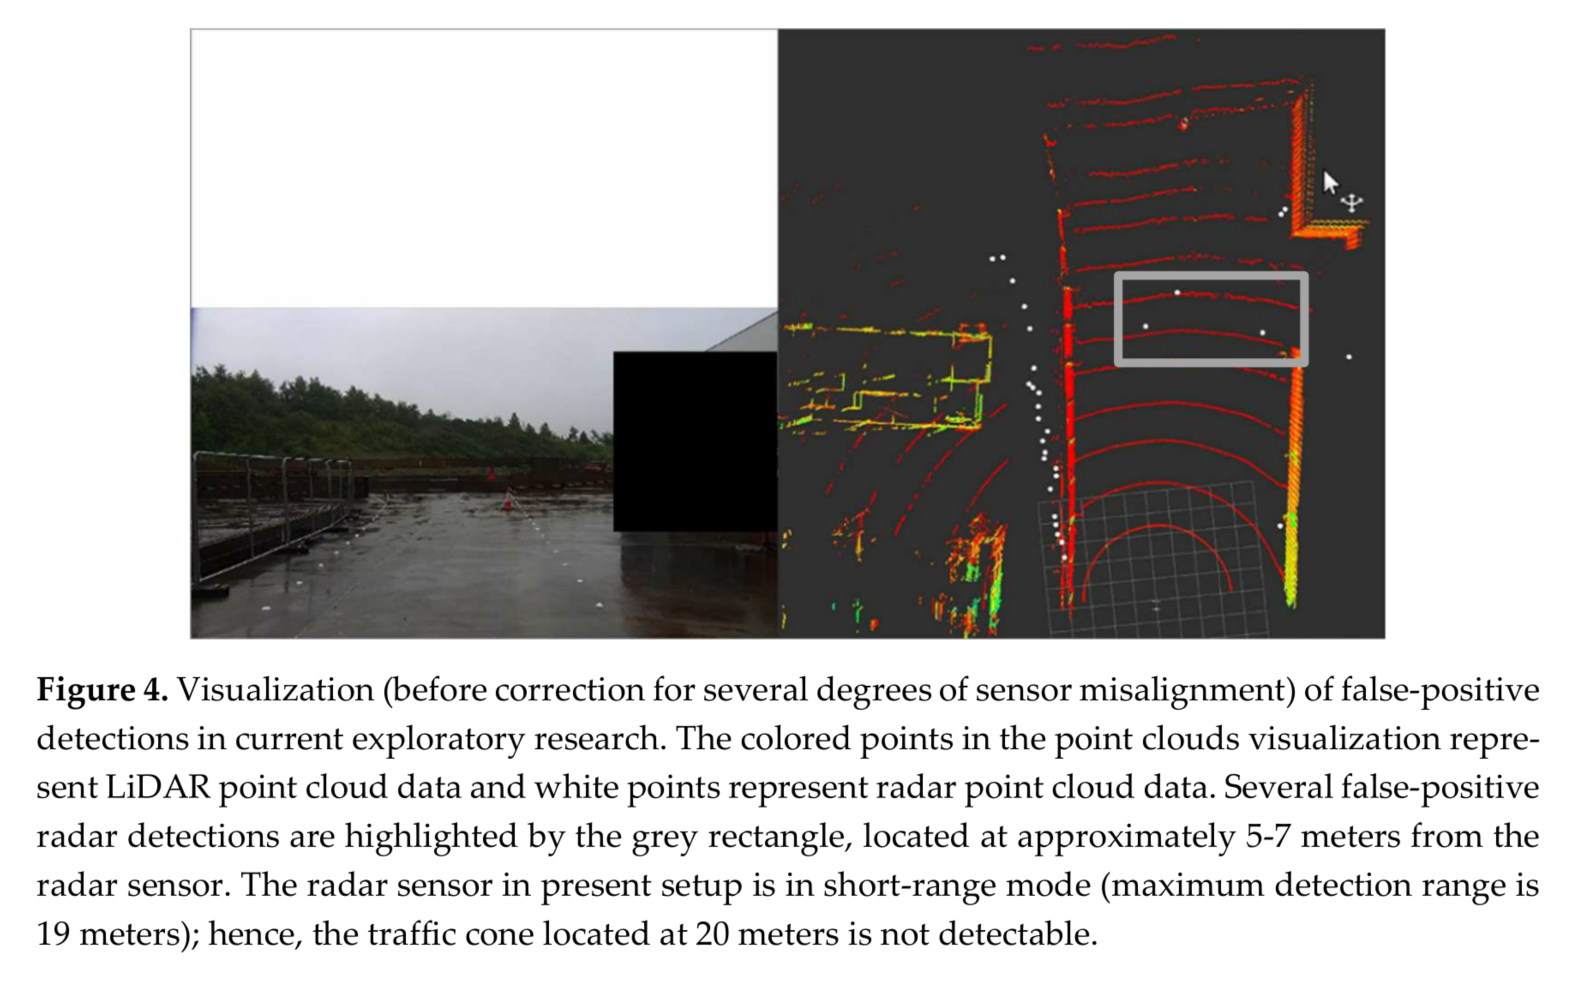 Figure 4. Visualization (before correction for several degrees of sensor misalignment) of false-positive
detections in current exploratory research. The colored points in the point clouds visualization repre-
sent LiDAR point cloud data and white points represent radar point cloud data. Several false-positive
radar detections are highlighted by the grey rectangle, located at approximately 5-7 meters from the
radar sensor. The radar sensor in present setup is in short-range mode (maximum detection range is
19 meters); hence, the traffic cone located at 20 meters is not detectable.